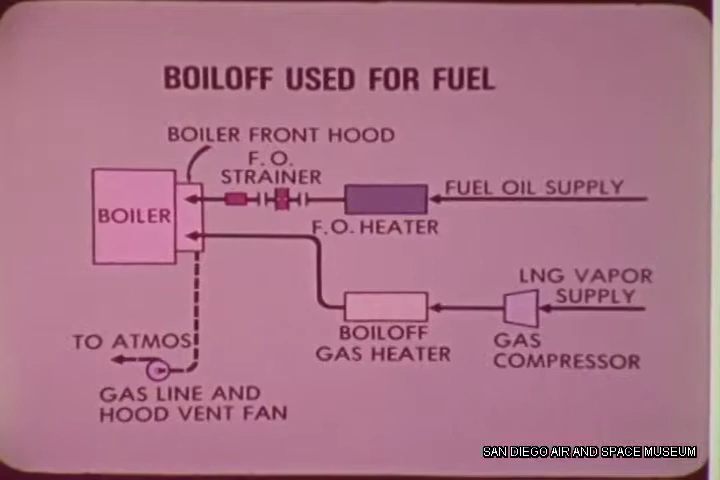 BOILOFF USED FOR FUEL
BOILER FRONT HOOD
F.O.
STRAINER
FUEL OIL SUPPLY
BOILER
F.O. HEATER
LNG VAPOR
SUPPLY
BOILOFF
GAS HEATER
GAS
COMPRESSOR
TO ATMOS
GAS LINE AND
HOOD VENT FAN
SAN DIEGO AIR AND SPACE MUSEUM